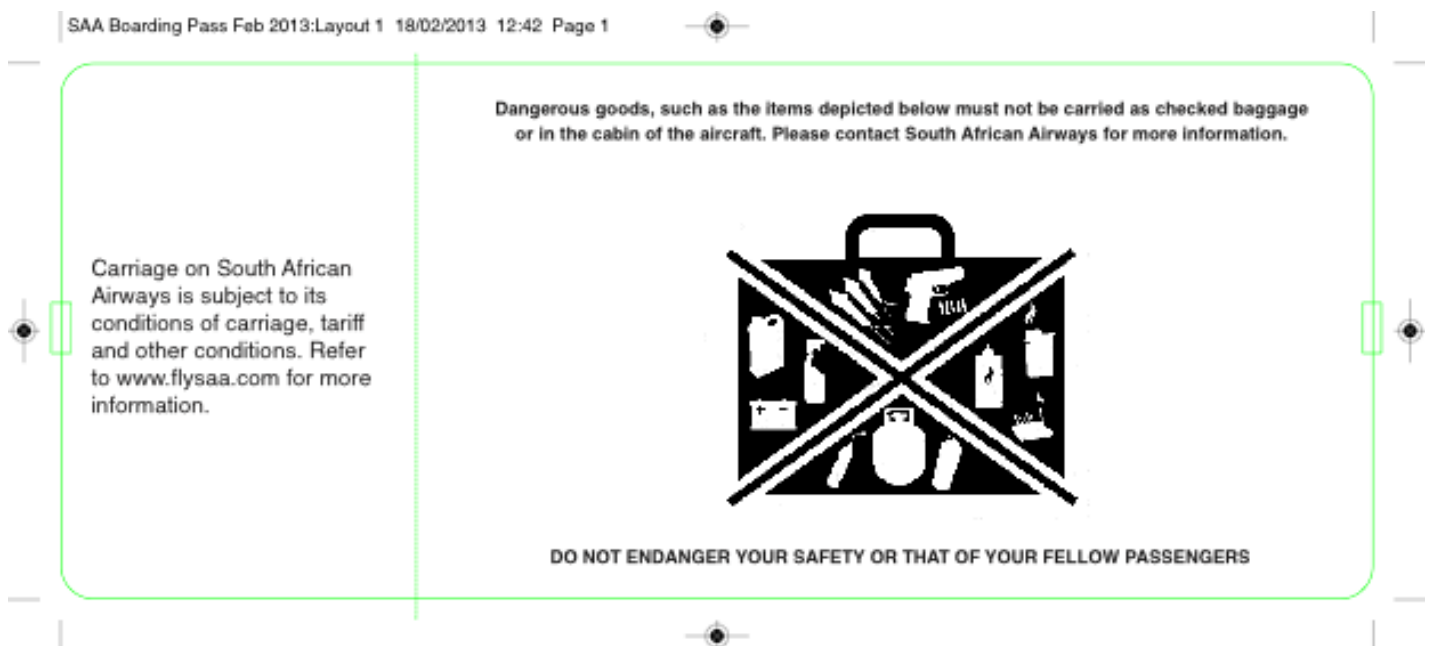 SAA Boarding Pass Feb 2013:Layout 1 18/02/2013 12:42 Page 1
Dangerous goods, such as the items depicted below must not be carried as checked baggage
or in the cabin of the aircraft. Please contact South African Airways for more information.
Carriage on South African
Airways is subject to its
conditions of carriage, tariff
and other conditions. Refer
to www.flysaa.com for more
information.
DO NOT ENDANGER YOUR SAFETY OR THAT OF YOUR FELLOW PASSENGERS